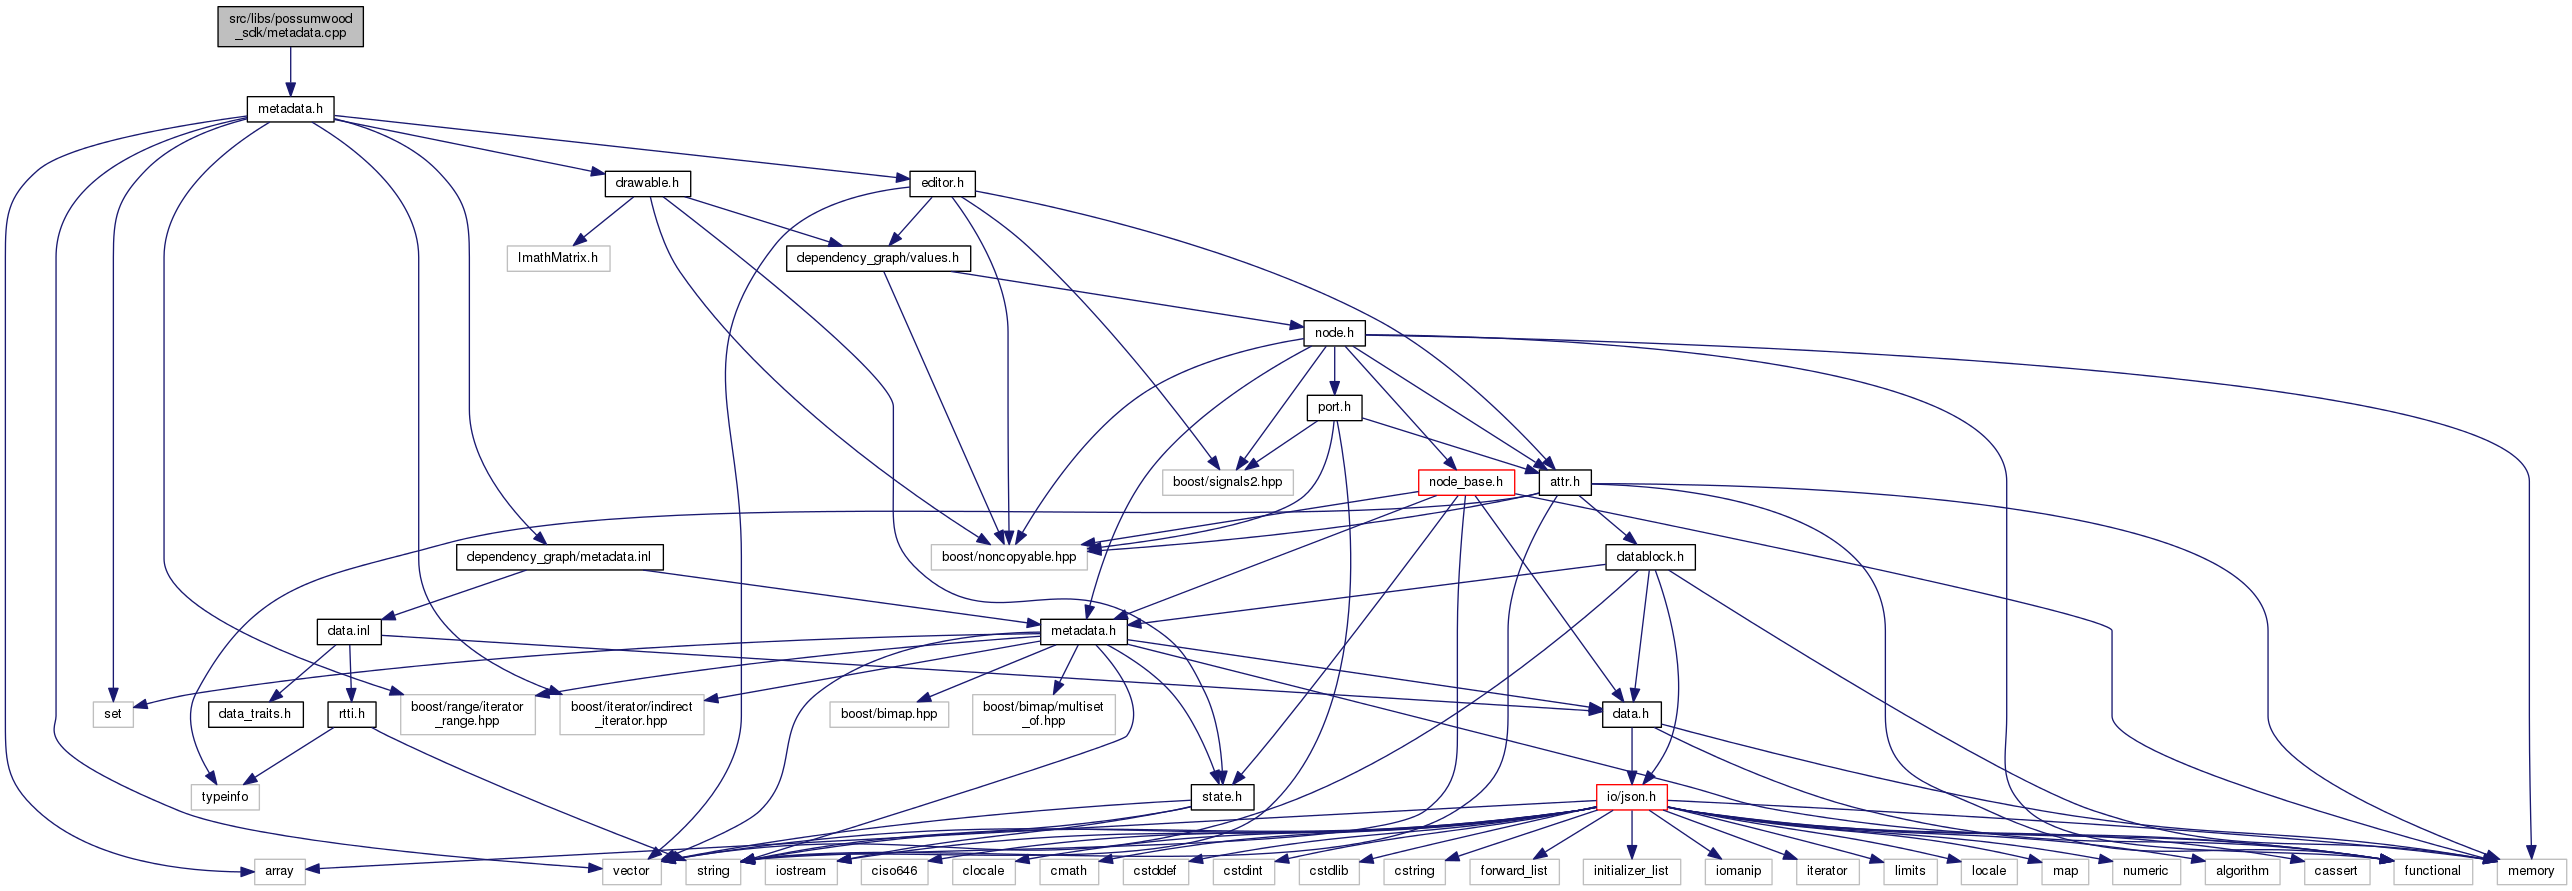 src/libs/possumwood
_sdk/metadata.cpp
metadata.h
drawable.h
editor.h
ImathMatrix.h
dependency_graph/values.h
node.h
port.h
boost/signals2.hpp
node_base.h
attr.h
dependency_graph/metadata.inl
boost/noncopyable.hpp
datablock.h
data.inl
metadata.h
set
data_traits.h
rtti.h
boost/range/iterator
_range.hpp
boost/iterator/indirect
_iterator.hpp
boost/bimap.hpp
boost/bimap/multiset
_of.hpp
data.h
typeinfo
state.h
io/json.h
array
vector
string
iostream
ciso646
clocale
cmath
cstddef
cstdint
cstdlib
cstring
forward_list
initializer_list
iomanip
iterator
limits
locale
map
numeric
algorithm
cassert
functional
memory